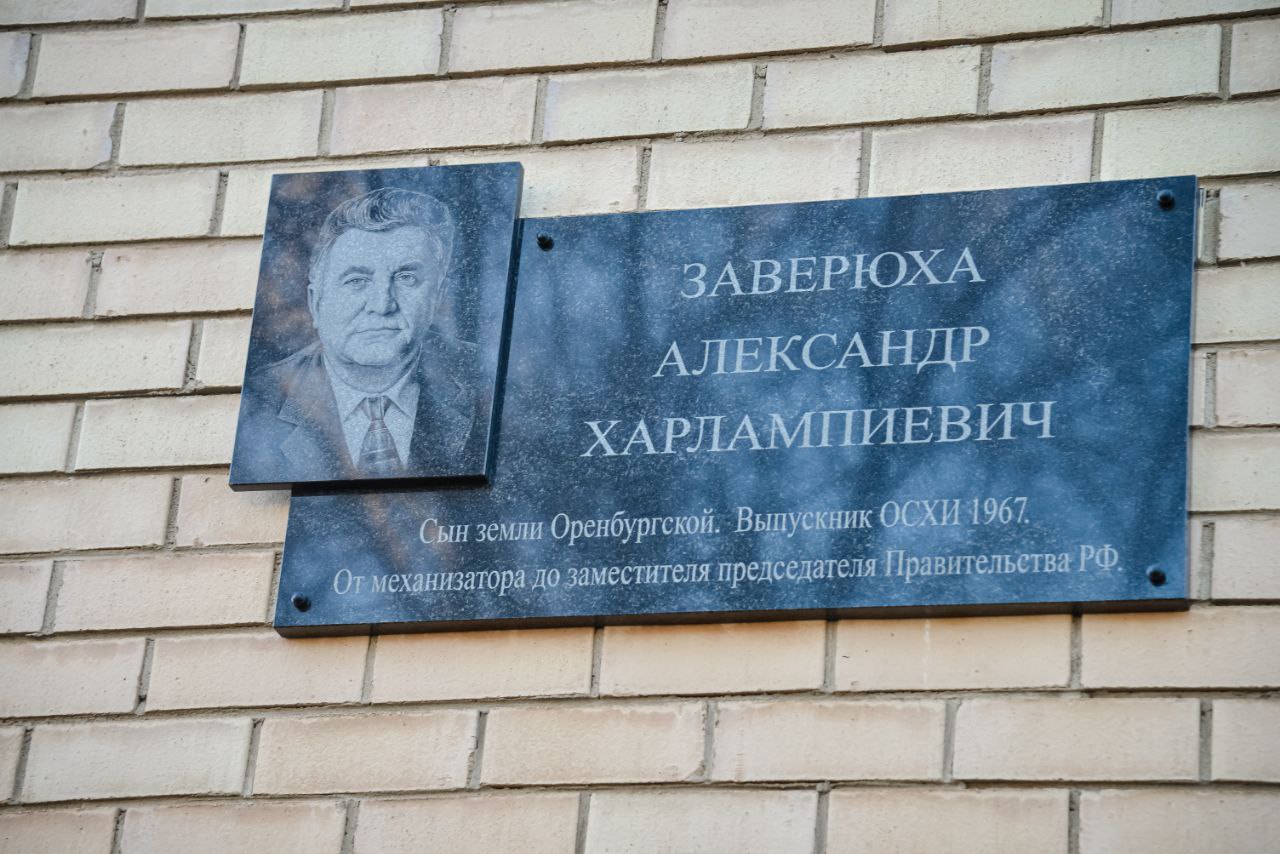 ЗАВЕРЮХА
АЛЕКСАНДР
ХАРЛАМПИЕВИЧ
Сын земли Оренбургской. Выпускник ОСХИ 1967.
От механизатора до заместителя председателя Правительства РФ.